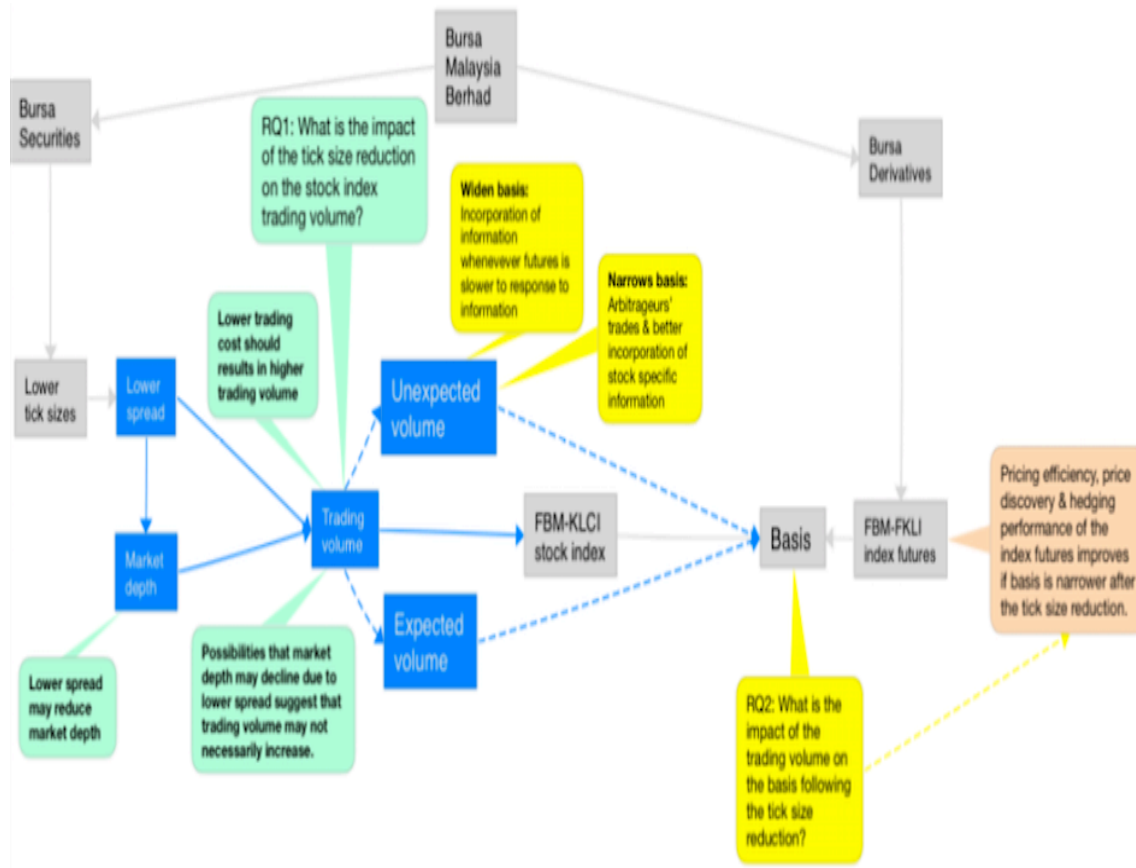 Bursa
Malaysia
Berhad
Bursa
Securities
RQ1: What is the impact
of the tick size reduction
on the stock index
trading volume?
Bursa
Derivatives
Widen basis:
Incorporation of
information
whenevever futures is
slower to response to
information
Narrows basis:
Arbitrageurs'
trades & better
incorporation of
stock specific
information
Lower trading
cost should
results in higher
trading volume
Lower
tick sizes
Lower
spread
Unexpected
volume
Trading
volume
FBM-KLCI
stock index
Basis
FBM-FKLI
index futures
Pricing efficiency, price
discovery & hedging
performance of the
index futures improves
if basis is narrower after
the tick size reduction.
Market
depth
Expected
volume
Lower spread
may reduce
market depth
Possibilities that market
depth may decline due to
lower spread suggest that
trading volume may not
necessarily increase.
RQ2: What is the
impact of the
trading volume on
the basis following
the tick size
reduction?